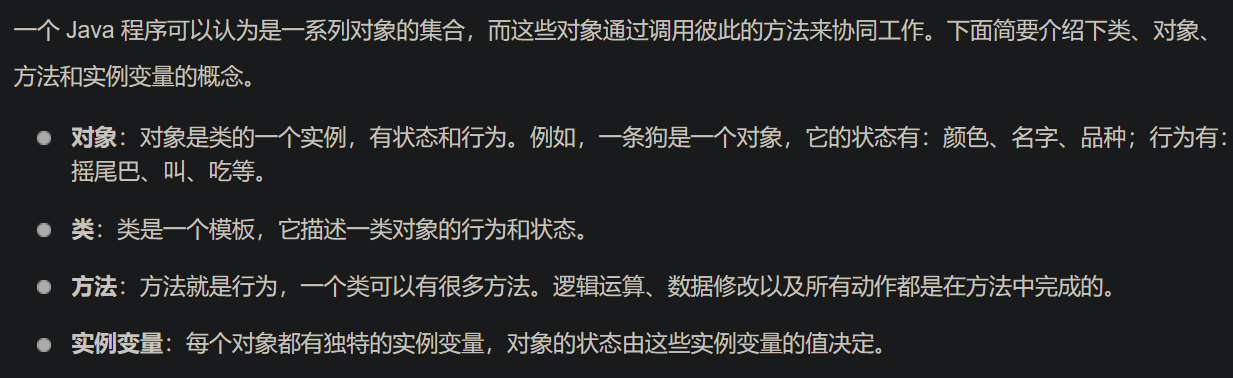 一个 Java 程序可以认为是一系列对象的集合，而这些对象通过调用彼此的方法来协同工作。下面简要介绍下类、对象、
方法和实例变量的概念。
对象：对象是类的一个实例，有状态和行为。例如，一条狗是一个对象，它的状态有：颜色、名字、品种；行为有：
摇尾巴、叫、吃等。
类：类是一个模板，它描述一类对象的行为和状态。
方法：方法就是行为，一个类可以有很多方法。逻辑运算、数据修改以及所有动作都是在方法中完成的。
实例变量：每个对象都有独特的实例变量，对象的状态由这些实例变量的值决定。